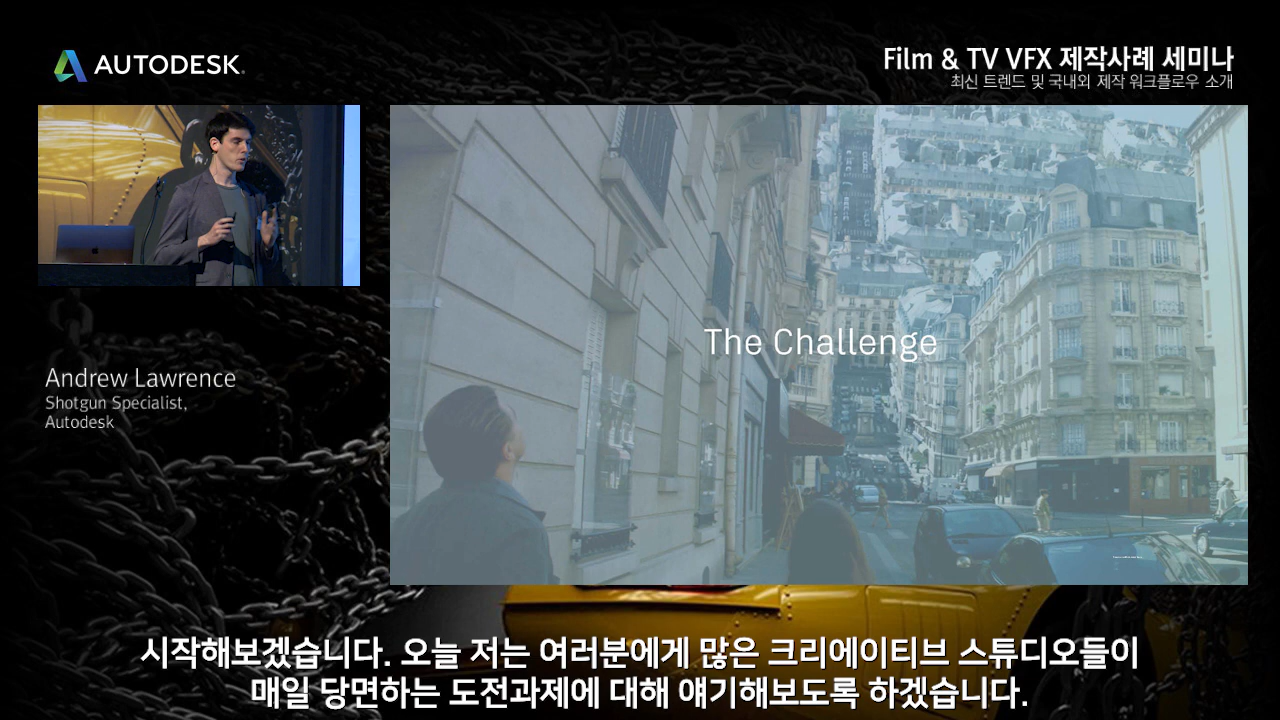 AUTODESK
Film & TV VFX 제작사례 세미나
최신 트렌드 및 국내외 제작 워크플로우 소개
The Challenge
Andrew Lawrence
Shotgun Specialist,
Autodesk
시작해보겠습니다. 오늘 저는 여러분에게 많은 크리에이티브 스튜디오들이
매일 당면하는 도전과제에 대해 얘기해보도록 하겠습니다.